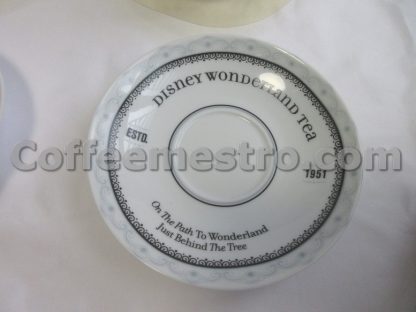 DISNEY WONDERLAND TEA
ESTD.
1951
Coffeemestro.com
On The Path To Wonderland
Just Behind The Tree